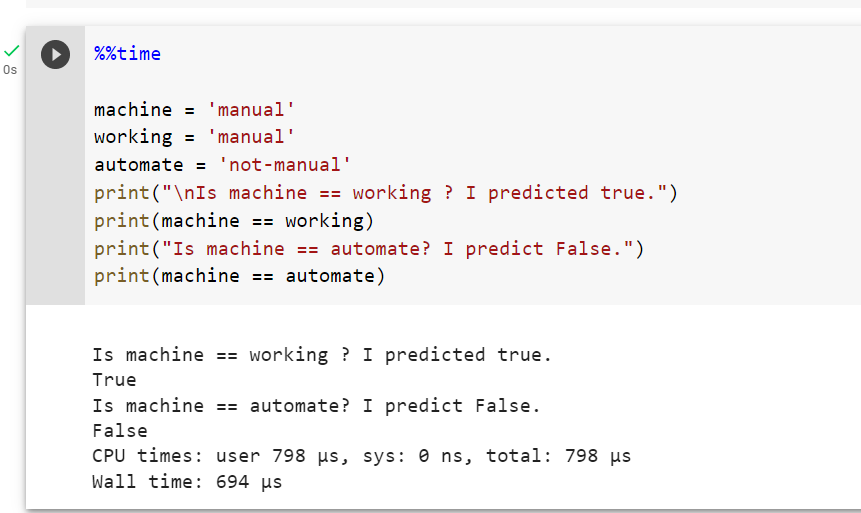 %%time
0s
machine = 'manual'
working = 'manual'
automate = 'not-manual'
print("\nIs machine == working ? I predicted true.")
print(machine == working)
print("Is machine == automate? I predict False.")
print(machine == automate)
Is machine == working ? I predicted true.
True
Is machine == automate? I predict False.
False
CPU times: user 798 µs, sys: 0 ns, total: 798 µs
Wall time: 694 µs